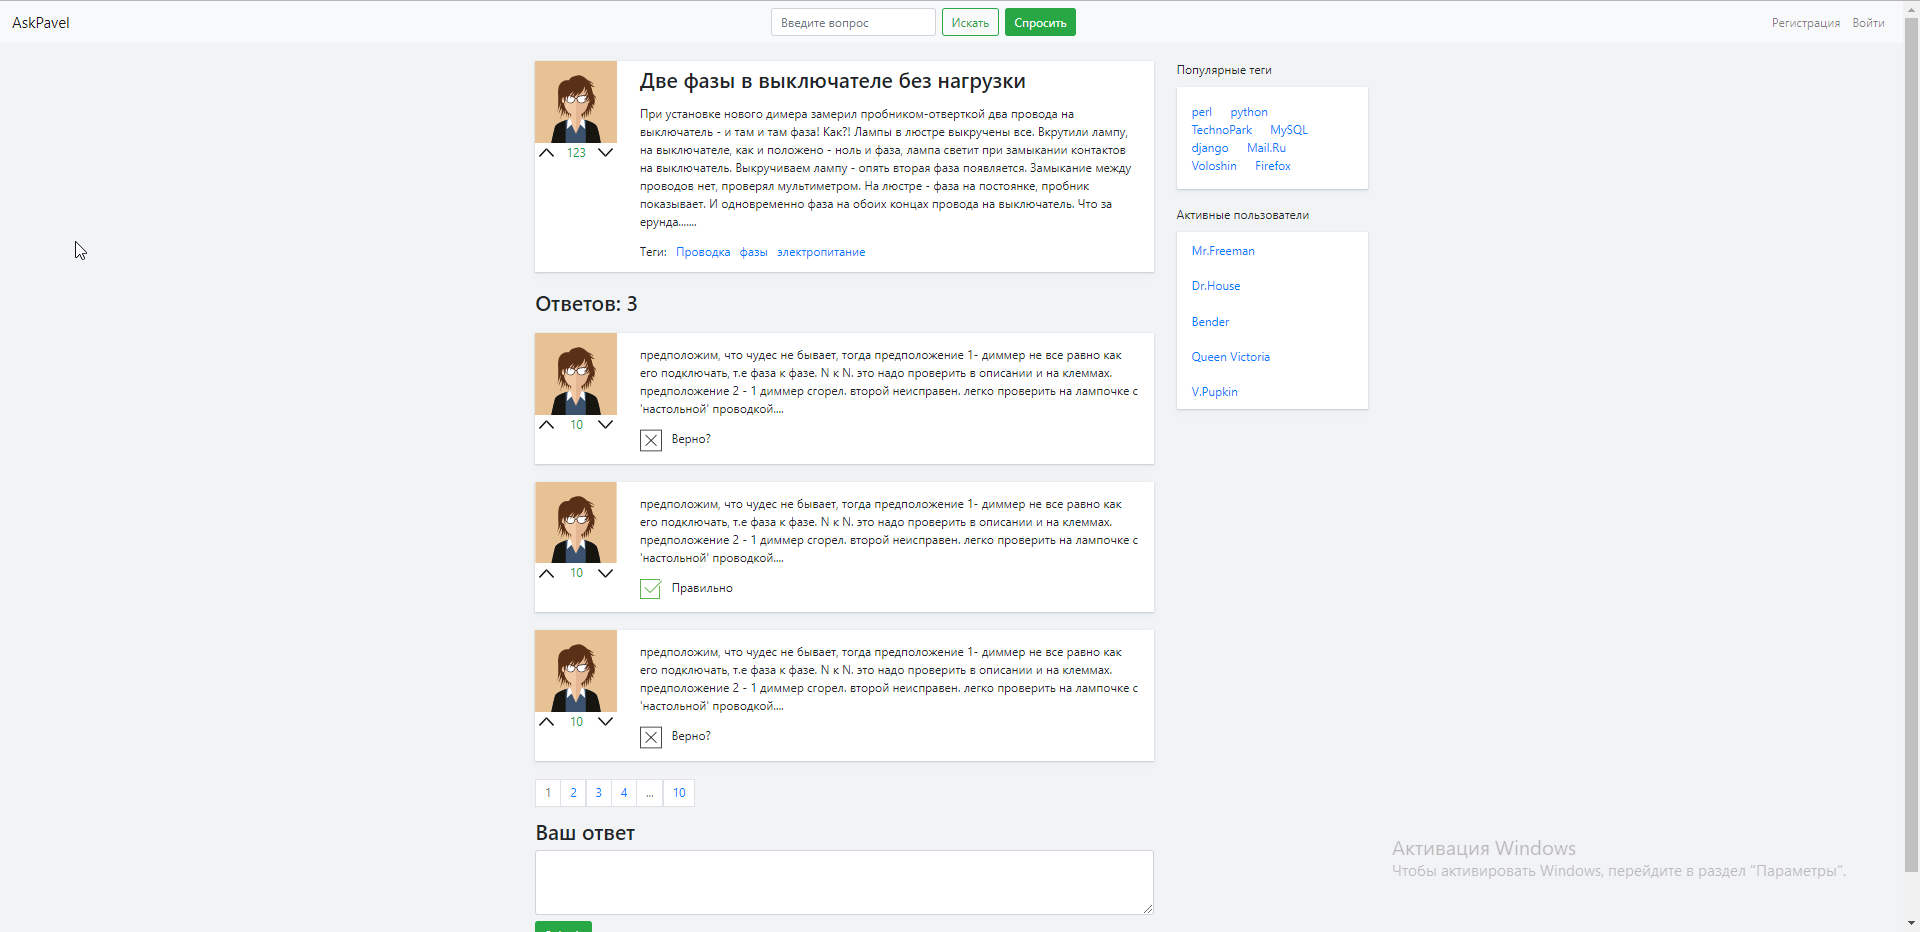 AskPavel
Введите вопрос
Искать
Спросить
Регистрация
Войти
Две фазы в выключателе без нагрузки
При установке нового димера замерил пробником-отверткой два провода на
выключатель - и там и там фаза! Как?! Лампы в люстре выкручены все. Вкрутили лампу,
на выключателе, как и положено - ноль и фаза, лампа светит при замыкании контактов
на выключатель. Выкручиваем лампу - опять вторая фаза появляется. Замыкание между
проводов нет, проверял мультиметром. На люстре - фаза на постоянке, пробник
показывает. И одновременно фаза на обоих концах провода на выключатель. Что за
ерунда.......
123
Теги: Проводка фазы электропитание
Ответов: 3
предположим, что чудес не бывает, тогда предположение 1- диммер не все равно как
его подключать, т.е фаза к фазе. N к N. это надо проверить в описании и на клеммах.
предположение 2 - 1 диммер сгорел. второй неисправен. легко проверить на лампочке с
'настольной' проводкой....
10
Верно?
предположим, что чудес не бывает, тогда предположение 1- диммер не все равно как
его подключать, т.е фаза к фазе. N к N. это надо проверить в описании и на клеммах.
предположение 2 - 1 диммер сгорел. второй неисправен. легко проверить на лампочке с
'настольной' проводкой....
10
Правильно
предположим, что чудес не бывает, тогда предположение 1- диммер не все равно как
его подключать, т.е фаза к фазе. N к N. это надо проверить в описании и на клеммах.
предположение 2 - 1 диммер сгорел. второй неисправен. легко проверить на лампочке с
'настольной' проводкой....
10
Верно?
1 2 3 4 ... 10
Ваш ответ
Популярные теги
perl python
TechnoPark MySQL
django Mail.Ru
Voloshin Firefox
Активные пользователи
Mr.Freeman
Dr.House
Bender
Queen Victoria
V.Pupkin
Активация Windows
Чтобы активировать Windows, перейдите в раздел "Параметры".